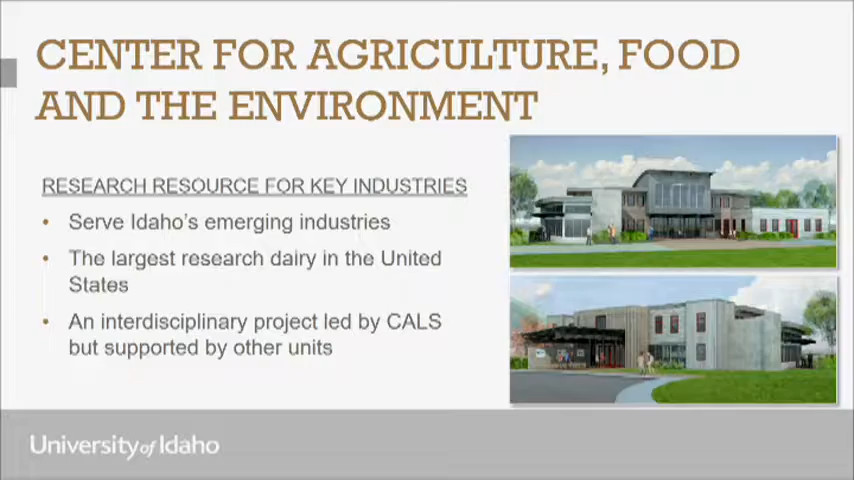 CENTER FOR AGRICULTURE, FOOD
AND THE ENVIRONMENT
RESEARCH RESOURCE FOR KEY INDUSTRIES
• Serve Idaho's emerging industries
• The largest research dairy in the United
States
• An interdisciplinary project led by CALS
but supported by other units
University of Idaho